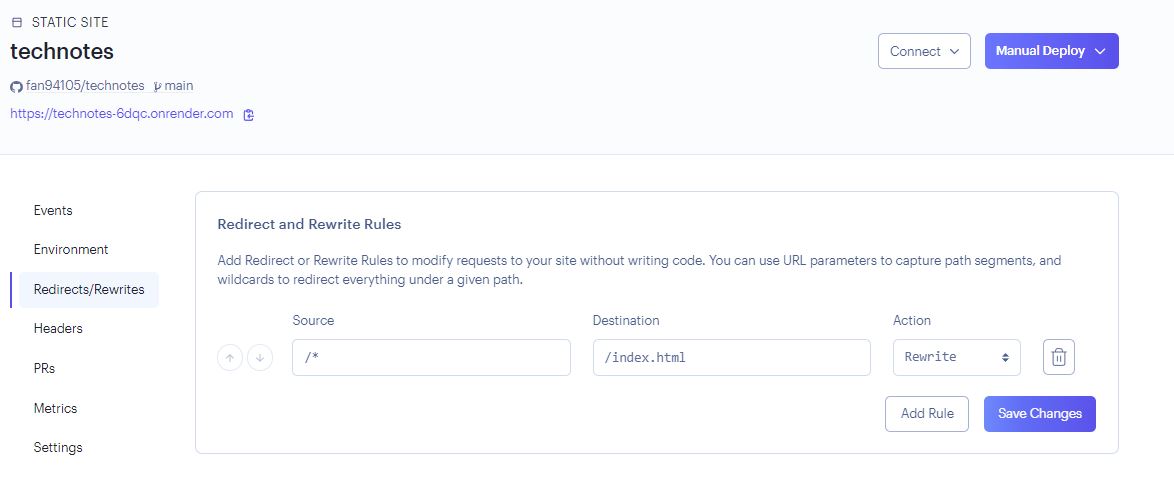 STATIC SITE
technotes
Connect
Manual Deploy
fan94105/technotes main
https://technotes-6dqc.onrender.com
Events
Environment
Redirects/Rewrites
Headers
PRs
Metrics
Settings
Redirect and Rewrite Rules
Add Redirect or Rewrite Rules to modify requests to your site without writing code. You can use URL parameters to capture path segments, and
wildcards to redirect everything under a given path.
Source Destination Action
/* /index.html Rewrite
Add Rule Save Changes